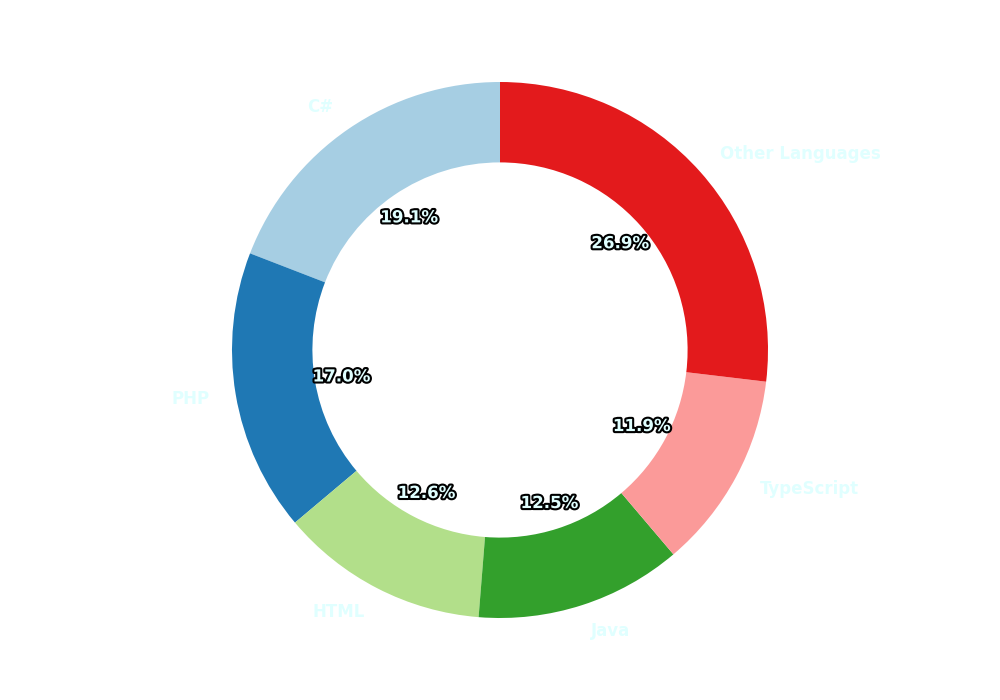 C#
Other Languages
19.1%
26.9%
17.0%
PHP
11.9%
TypeScript
12.6%
12.5%
HTML
Java